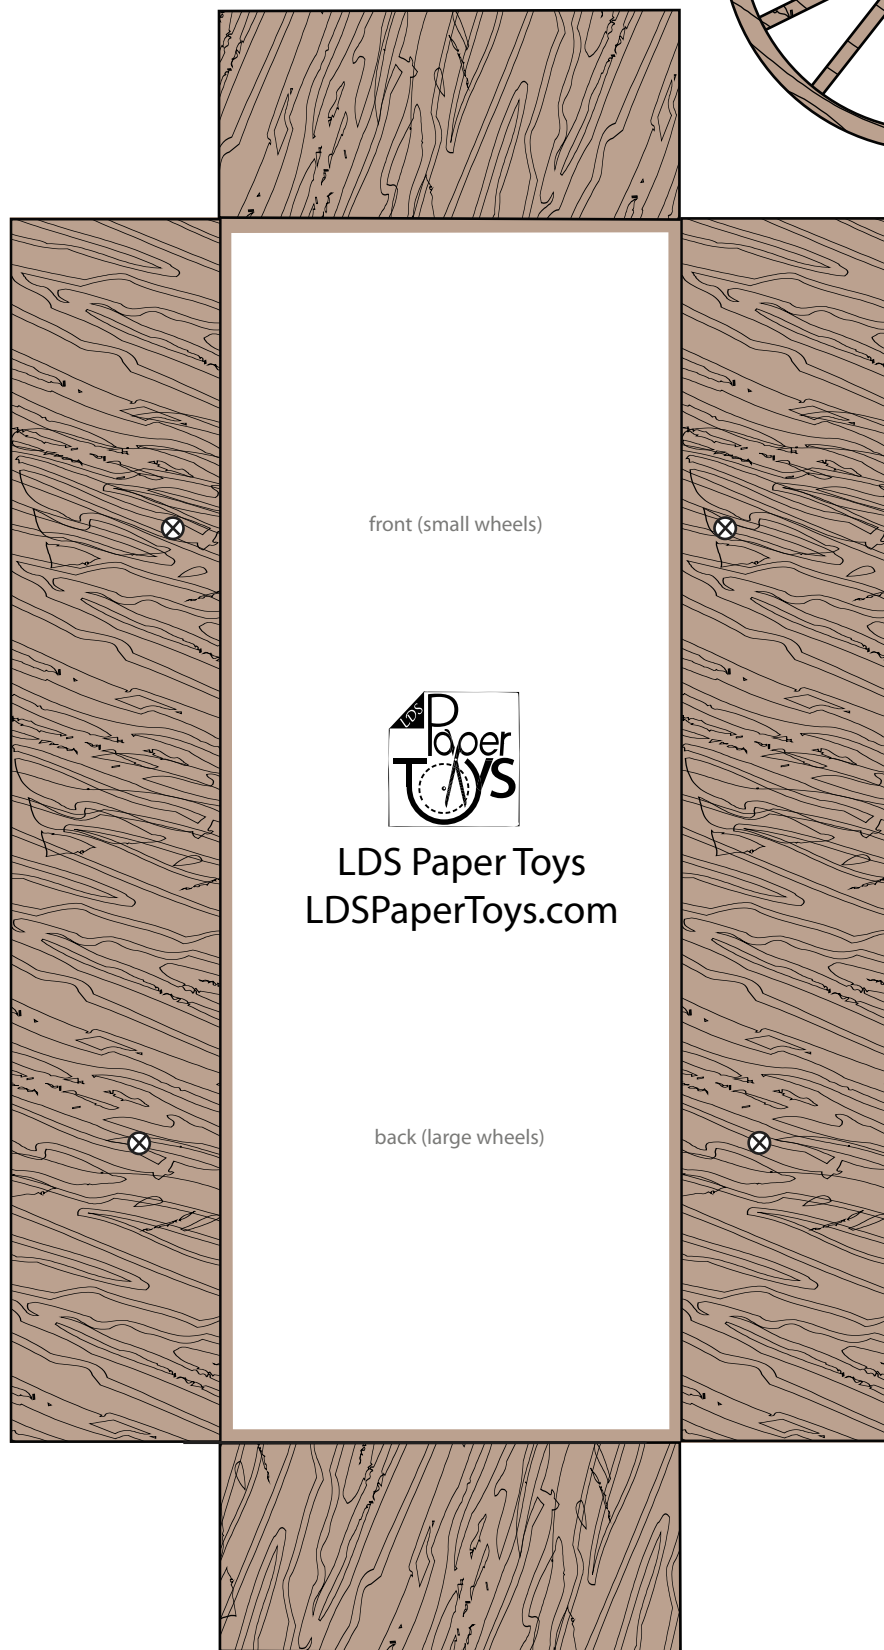 front (small wheels)
LDS
Paper
Toys
LDS Paper Toys
LDSPaperToys.com
back (large wheels)